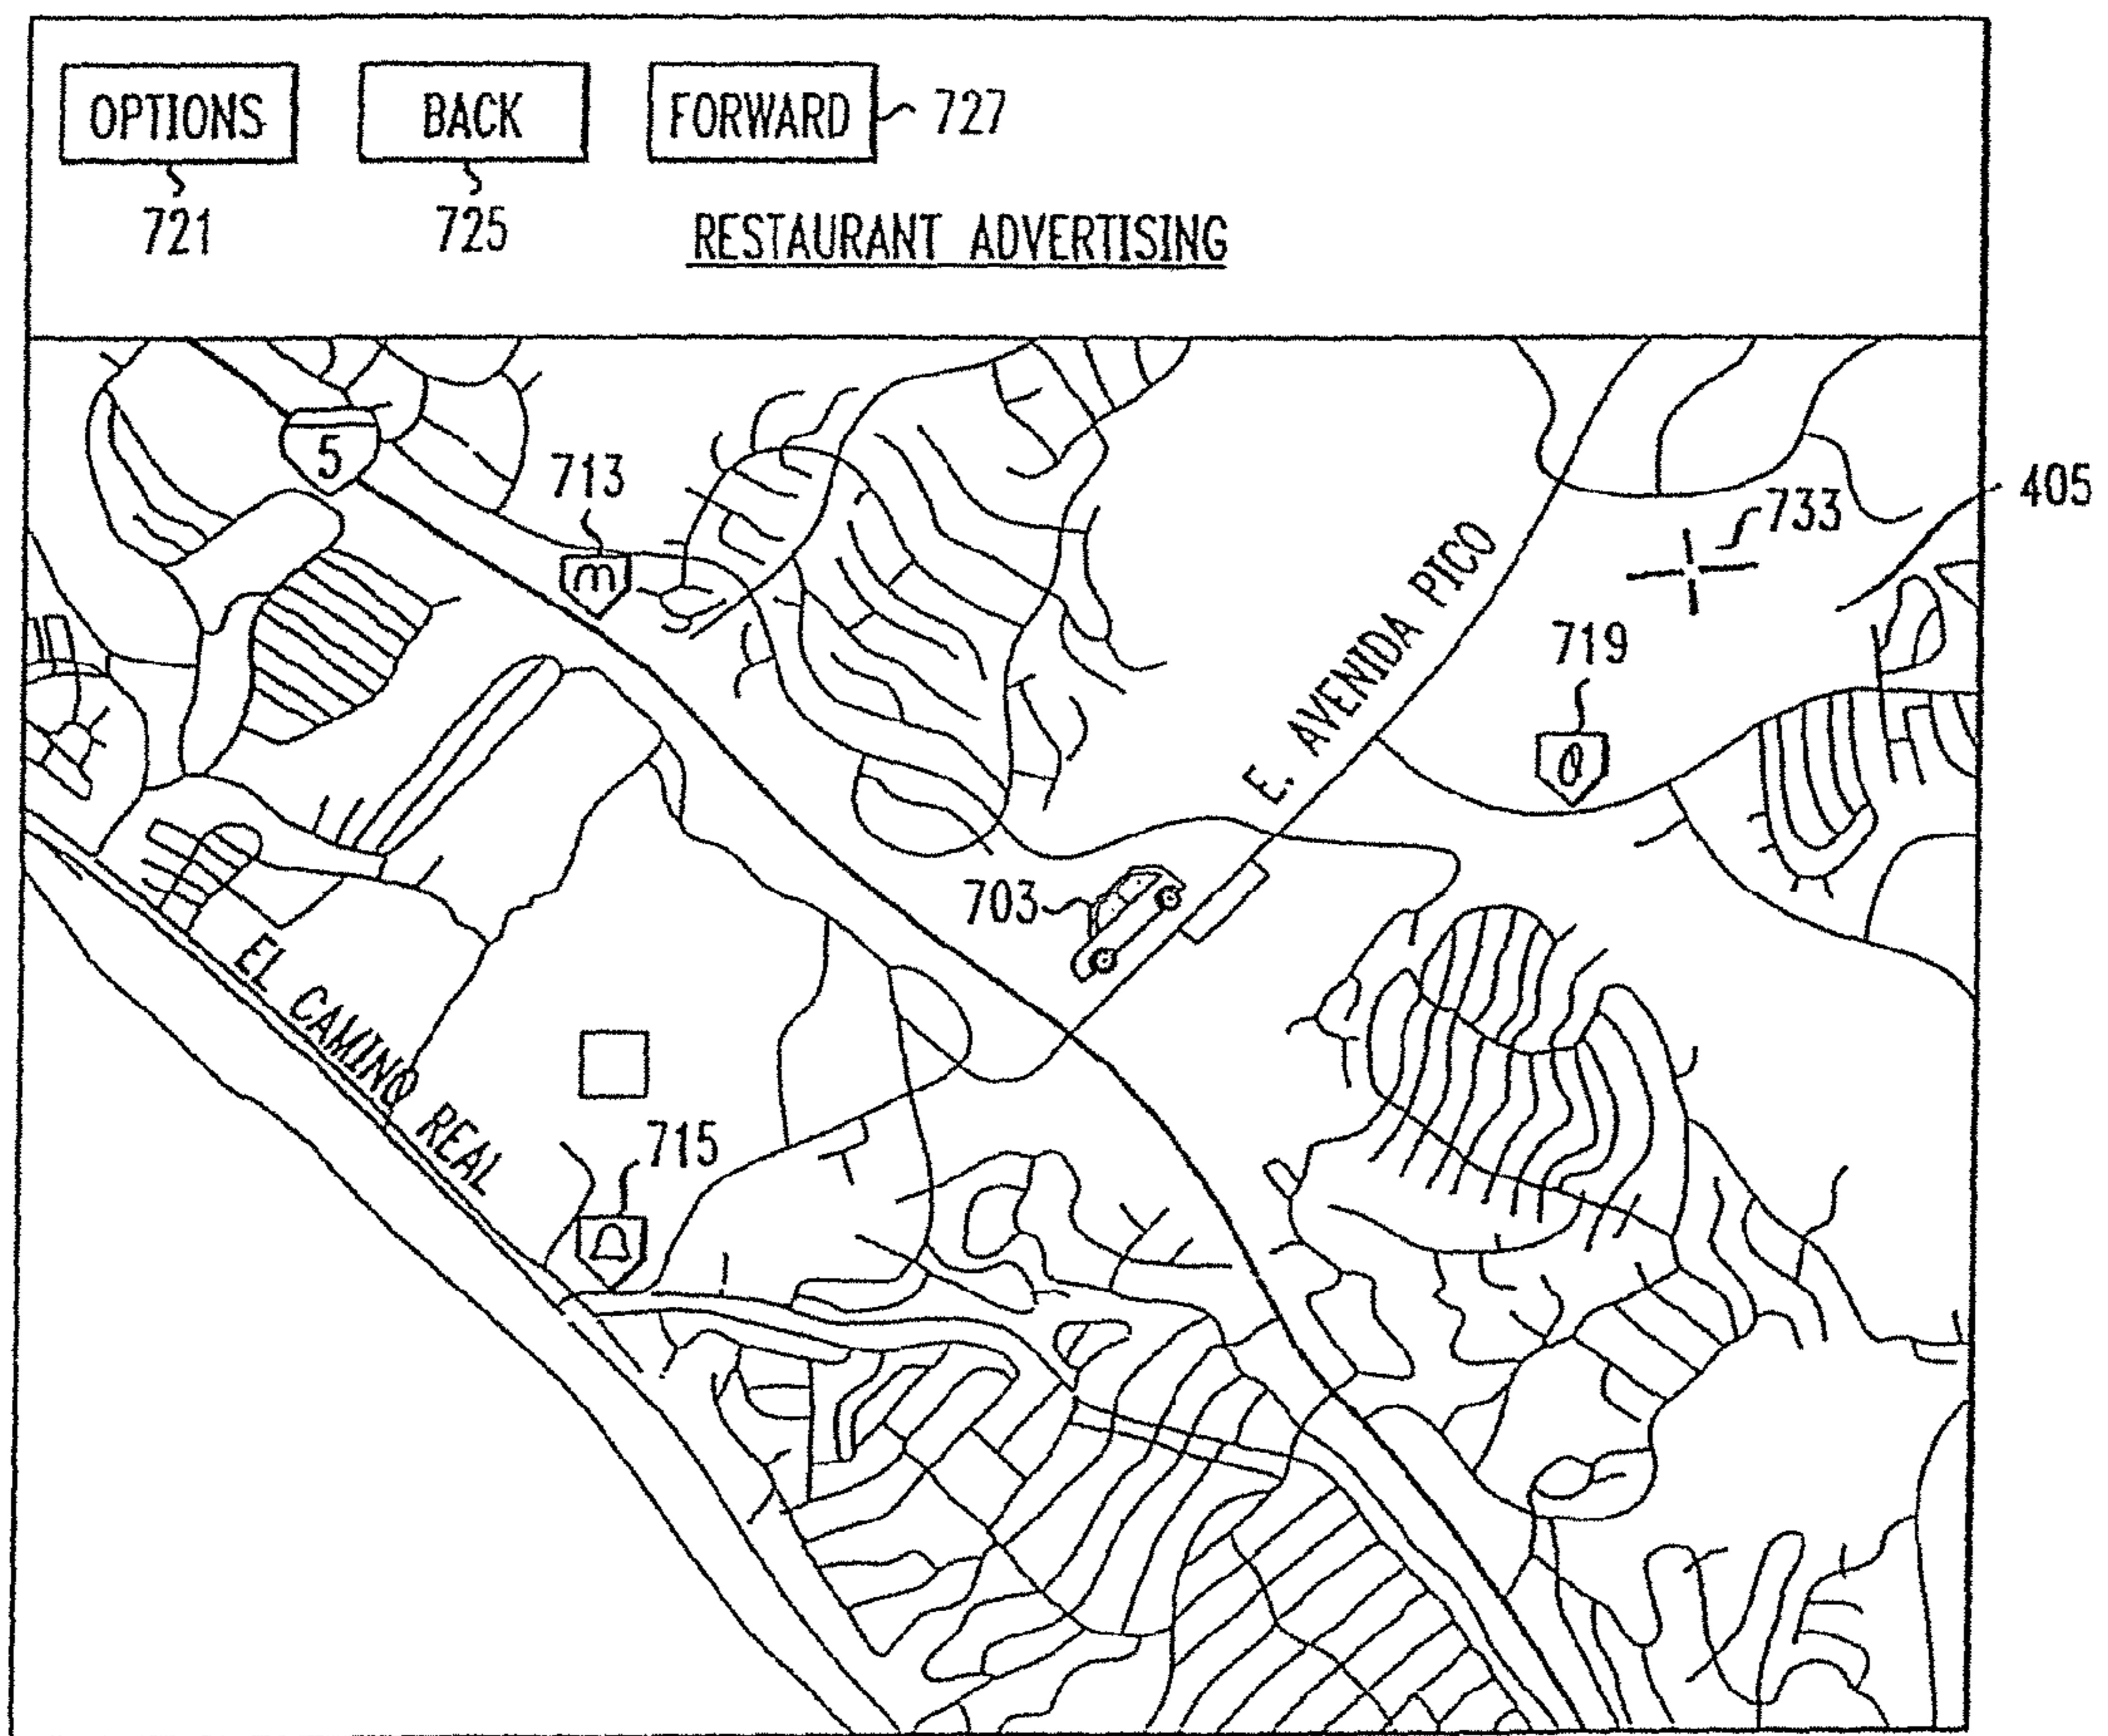 OPTIONS BACK FORWARD 727
721 725 RESTAURANT ADVERTISING
5
713
405
733
E. AVENIDA PICO
719
703
EL CAMINO REAL
715